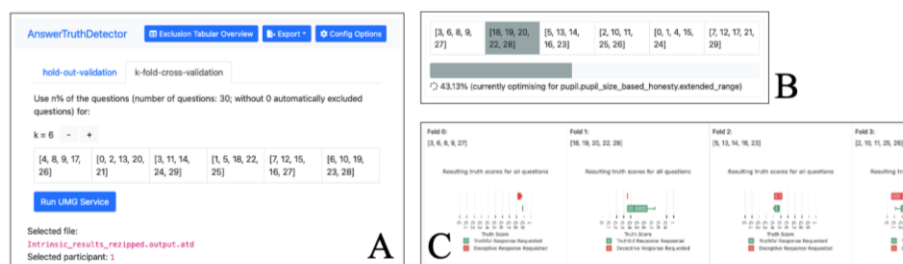 AnswerTruthDetector
Exclusion Tabular Overview
Export
Config Options
hold-out-validation
k-fold-cross-validation
Use n% of the questions (number of questions: 30; without 0 automatically excluded
questions) for:
k = 6 - +
[4, 8, 9, 17, 26]
[0, 2, 13, 20, 21]
[3, 11, 14, 24, 29]
[1, 5, 18, 22, 25]
[7, 12, 15, 16, 27]
[6, 10, 19, 23, 28]
Run UMG Service
Selected file:
Intrinsic_results_rezipped.output.atd
Selected participant: 1
A
[3, 6, 8, 9, 27]
[18, 19, 20, 22, 28]
[5, 13, 14, 16, 23]
[2, 10, 11, 25, 26]
[0, 1, 4, 15, 24]
[7, 12, 17, 21, 29]
43.13% (currently optimising for pupil.pupil_size_based_honesty.extended_range)
B
Fold 0:
[3, 6, 8, 9, 27]
Resulting truth scores for all questions
Truth Score
Truthful Response Requested
Deceptive Response Requested
Fold 1:
[18, 19, 20, 22, 28]
Resulting truth scores for all questions
Truth Score
Truthful Response Requested
Deceptive Response Requested
Fold 2:
[5, 13, 14, 16, 23]
Resulting truth scores for all questions
Truth Score
Truthful Response Requested
Deceptive Response Requested
Fold 3:
[2, 10, 11, 25, 26]
Resulting tru
C